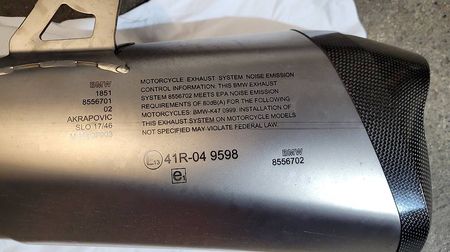 BMW
1851
8556701
02
AKRAPOVIC
SLO 17/46
MOTORCYCLE EXHAUST SYSTEM NOISE EMISSION
CONTROL INFORMATION: THIS BMW EXHAUST
SYSTEM 8556702 MEETS EPA NOISE EMISSION
REQUIREMENTS OF 80dB(A) FOR THE FOLLOWING
MOTORCYCLES: BMW-K47 0999. INSTALLATION OF
THIS EXHAUST SYSTEM ON MOTORCYCLE MODELS
NOT SPECIFIED MAY VIOLATE FEDERAL LAW.
E13 41R-04 9598
e1
BMW
8556702